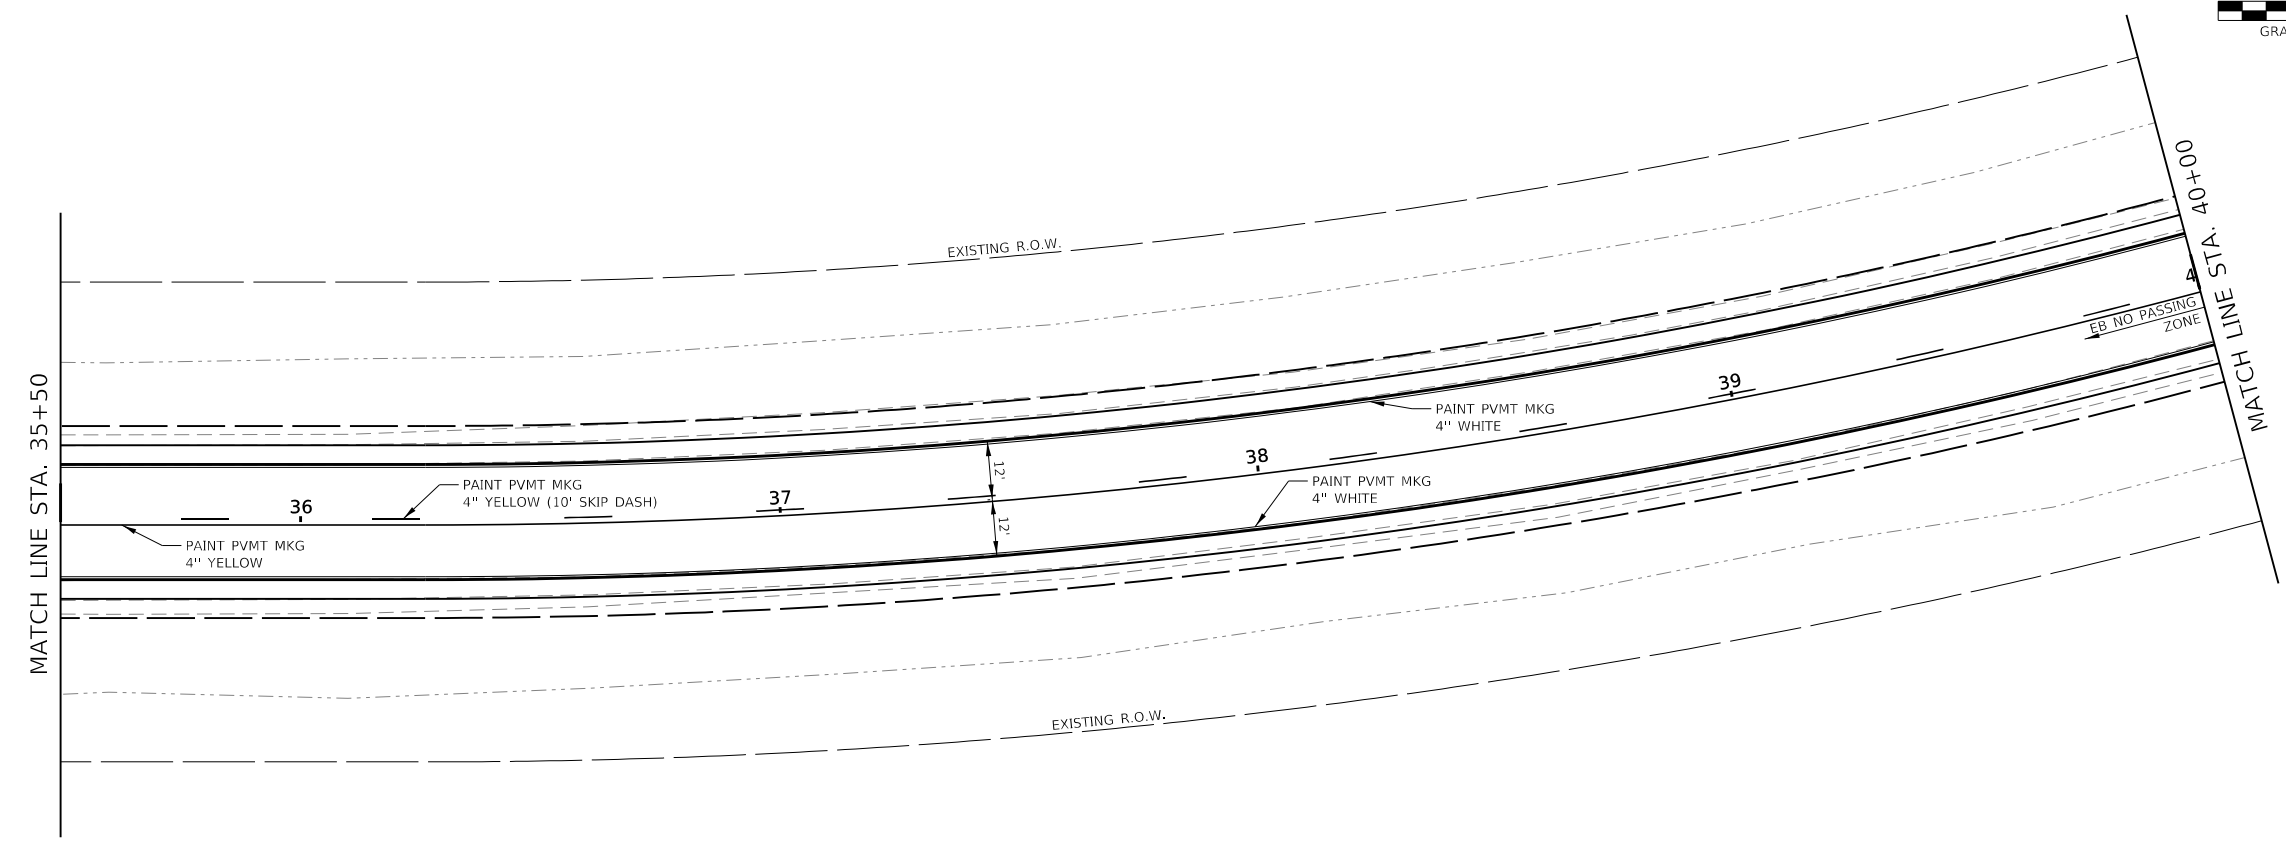 GRA
MATCH LINE STA. 40+00
EXISTING R.O.W.
4
EB NO PASSING
ZONE
39
PAINT PVMT MKG
4" WHITE
MATCH LINE STA. 35+50
38
12'
12'
PAINT PVMT MKG
4" WHITE
37
PAINT PVMT MKG
4" YELLOW (10' SKIP DASH)
36
PAINT PVMT MKG
4" YELLOW
EXISTING R.O.W.